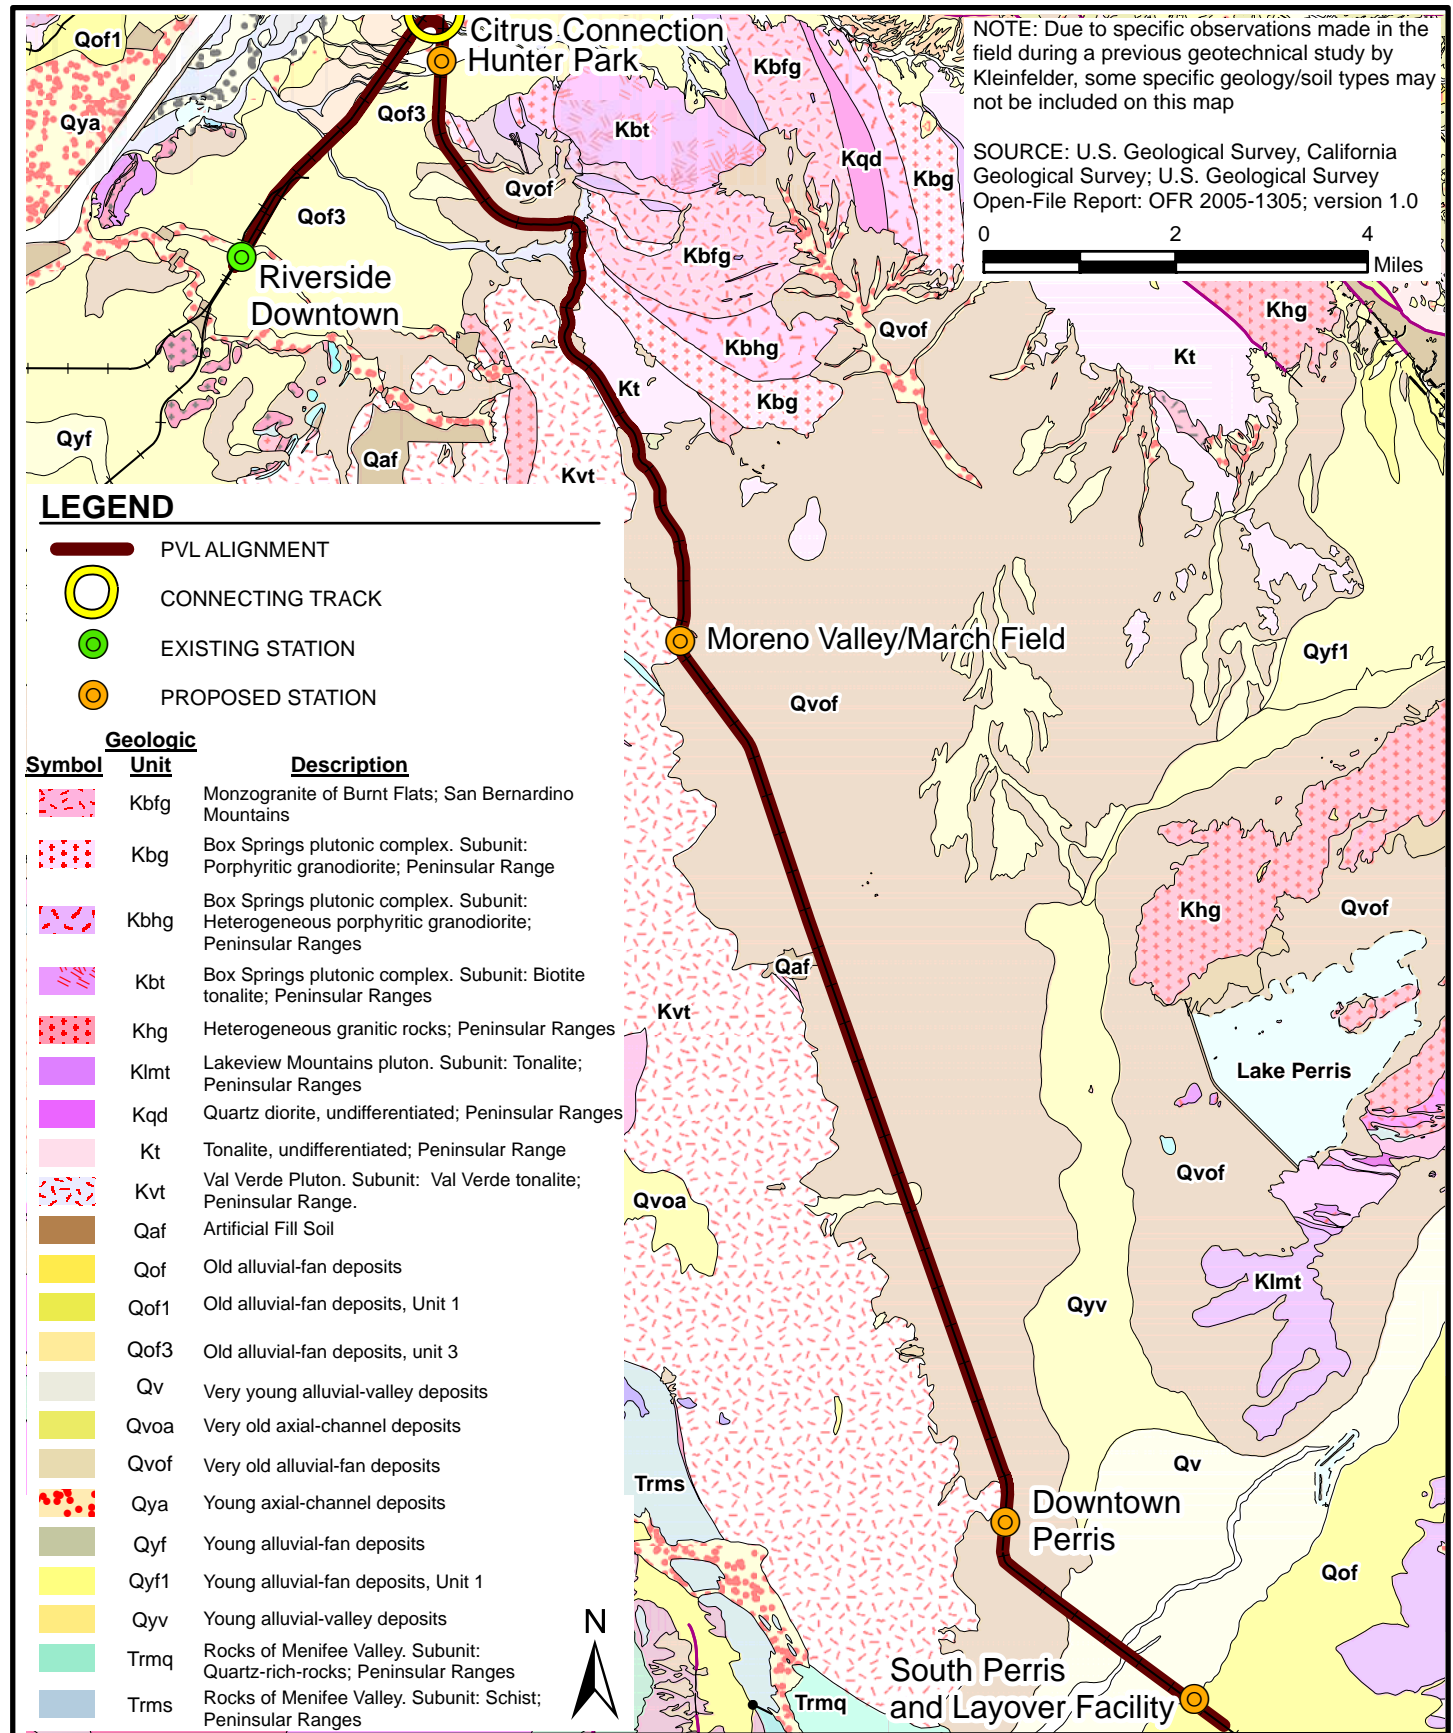 Citrus Connection
Hunter Park
NOTE: Due to specific observations made in the
field during a previous geotechnical study by
Kleinfelder, some specific geology/soil types may
not be included on this map
SOURCE: U.S. Geological Survey, California
Geological Survey; U.S. Geological Survey
Open-File Report: OFR 2005-1305; version 1.0
0 2 4
Miles
Qof1
Qya
Qof3
Kbfg
Kbt
Kqd
Kbg
Qvof
Qof3
Kbfg
Riverside
Downtown
Qvof
Khg
Kbhg
Kt
Kt
Kbg
Qyf
Qaf
Kvt
LEGEND
PVL ALIGNMENT
CONNECTING TRACK
EXISTING STATION
PROPOSED STATION
Symbol Geologic Unit Description
Kbfg Monzogranite of Burnt Flats; San Bernardino
Mountains
Kbg Box Springs plutonic complex. Subunit:
Porphyritic granodiorite; Peninsular Range
Kbhg Box Springs plutonic complex. Subunit:
Heterogeneous porphyritic granodiorite;
Peninsular Ranges
Kbt Box Springs plutonic complex. Subunit: Biotite
tonalite; Peninsular Ranges
Khg Heterogeneous granitic rocks; Peninsular Ranges
Klmt Lakeview Mountains pluton. Subunit: Tonalite;
Peninsular Ranges
Kqd Quartz diorite, undifferentiated; Peninsular Ranges
Kt Tonalite, undifferentiated; Peninsular Range
Kvt Val Verde Pluton. Subunit: Val Verde tonalite;
Peninsular Range.
Qaf Artificial Fill Soil
Qof Old alluvial-fan deposits
Qof1 Old alluvial-fan deposits, Unit 1
Qof3 Old alluvial-fan deposits, unit 3
Qv Very young alluvial-valley deposits
Qvoa Very old axial-channel deposits
Qvof Very old alluvial-fan deposits
Qya Young axial-channel deposits
Qyf Young alluvial-fan deposits
Qyf1 Young alluvial-fan deposits, Unit 1
Qyv Young alluvial-valley deposits
Trmq Rocks of Menifee Valley. Subunit:
Quartz-rich-rocks; Peninsular Ranges
Trms Rocks of Menifee Valley. Subunit: Schist;
Peninsular Ranges
N
Moreno Valley/March Field
Qyf1
Qvof
Khg
Qvof
Qaf
Kvt
Lake Perris
Qvof
Qvoa
Klmt
Qyv
Qv
Trms
Downtown
Perris
Qof
South Perris
and Layover Facility
Trmq